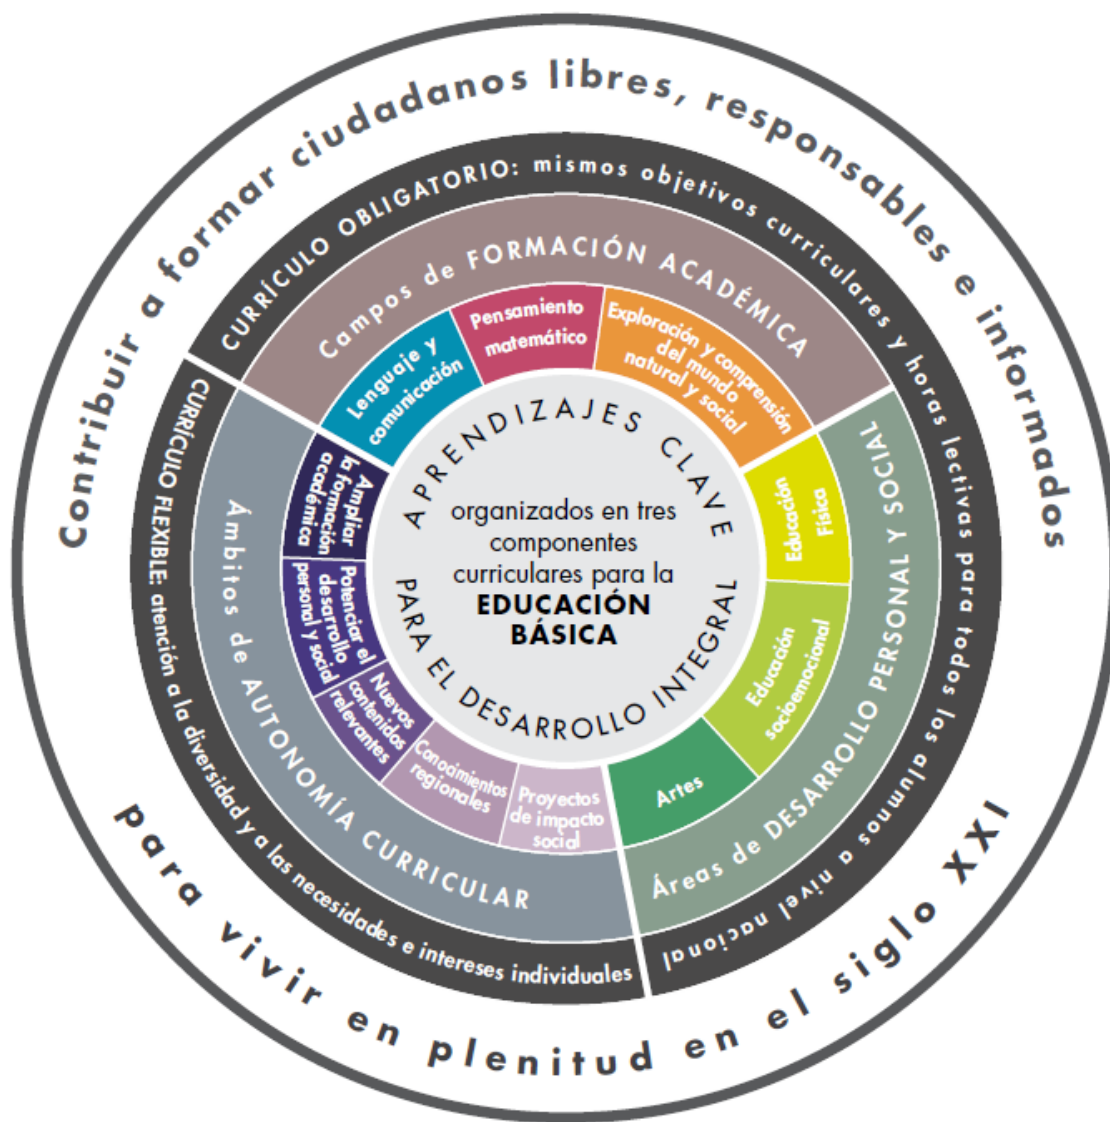 Contribuir a formar ciudadanos libres, responsables e informados
para vivir en plenitud en el siglo XXI
CURRÍCULO OBLIGATORIO: mismos objetivos curriculares y horas lectivas para todos los alumnos a nivel nacional
CURRÍCULO FLEXIBLE: atención a la diversidad y a las necesidades e intereses individuales
Campos de FORMACIÓN ACADÉMICA
Lenguaje y
comunicación
Pensamiento
matemático
Exploración y comprensión
del mundo
natural y social
Áreas de DESARROLLO PERSONAL Y SOCIAL
Educación
Física
Educación
socioemocional
Artes
Ámbitos de AUTONOMÍA CURRICULAR
Ampliar
la formación
académica
Potenciar el
desarrollo
personal y social
Nuevos
contenidos
relevantes
Conocimientos
regionales
Proyectos
de impacto
social
APRENDIZAJES CLAVE
organizados en tres
componentes
curriculares para la
EDUCACIÓN
BÁSICA
PARA EL DESARROLLO INTEGRAL